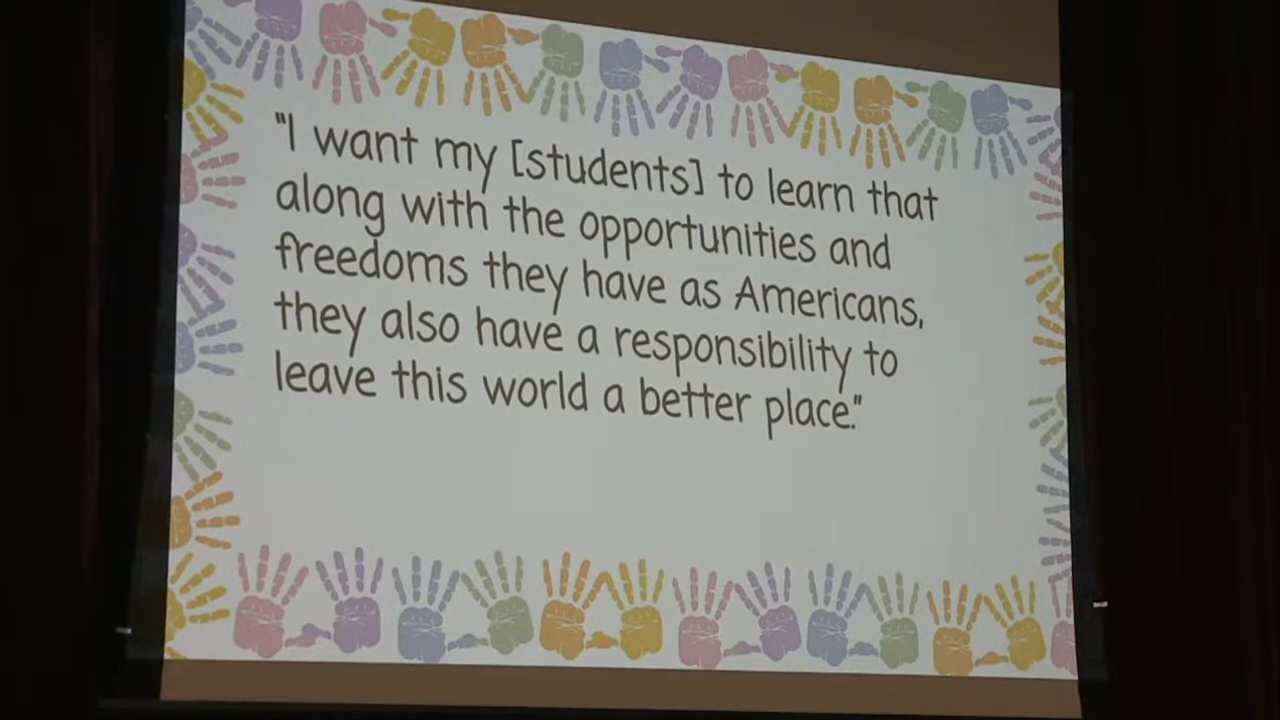 "I want my [students] to learn that
along with the opportunities and
freedoms they have as Americans,
they also have a responsibility to
leave this world a better place."